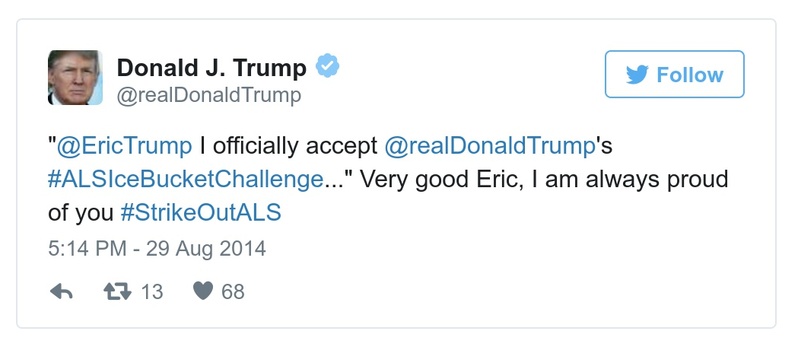 Donald J. Trump
@realDonaldTrump
Follow
"@EricTrump I officially accept @realDonaldTrump's
#ALSIceBucketChallenge..." Very good Eric, I am always proud
of you #StrikeOutALS
5:14 PM - 29 Aug 2014
13 68